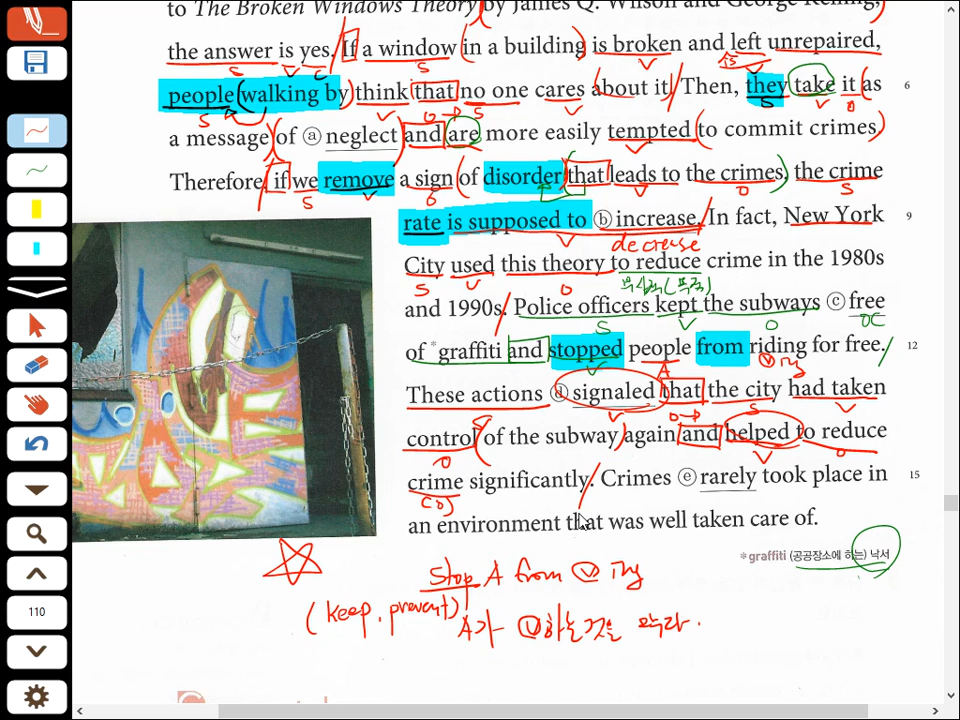 to The Broken Windows Theory by James Q. Wilson and George Kelling,
the answer is yes. If a window in a building is broken and left unrepaired,
is
S V C S V V
people walking by think that no one cares about it. Then, they take it as
6
S V O S V S V O
a message of ⓐ neglect and are more easily tempted to commit crimes.
V
Therefore, if we remove a sign of disorder that leads to the crimes, the crime
S V O V O S
rate is supposed to ⓑ increase. In fact, New York
9
V decrease
City used this theory to reduce crime in the 1980s
S V O
and 1990s. Police officers kept the subways ⓒ free
S V O OC
of *graffiti and stopped people from riding for free.
12
V A ⓥing
These actions ⓓ signaled that the city had taken
S V O S V
control of the subway again and helped to reduce
O V O
crime significantly. Crimes ⓔ rarely took place in
15
(O)
an environment that was well taken care of.
*graffiti (공공장소에 하는) 낙서
Stop A from ⓥing
(keep, prevent)
A가 ⓥ하는 것을 막다.
110